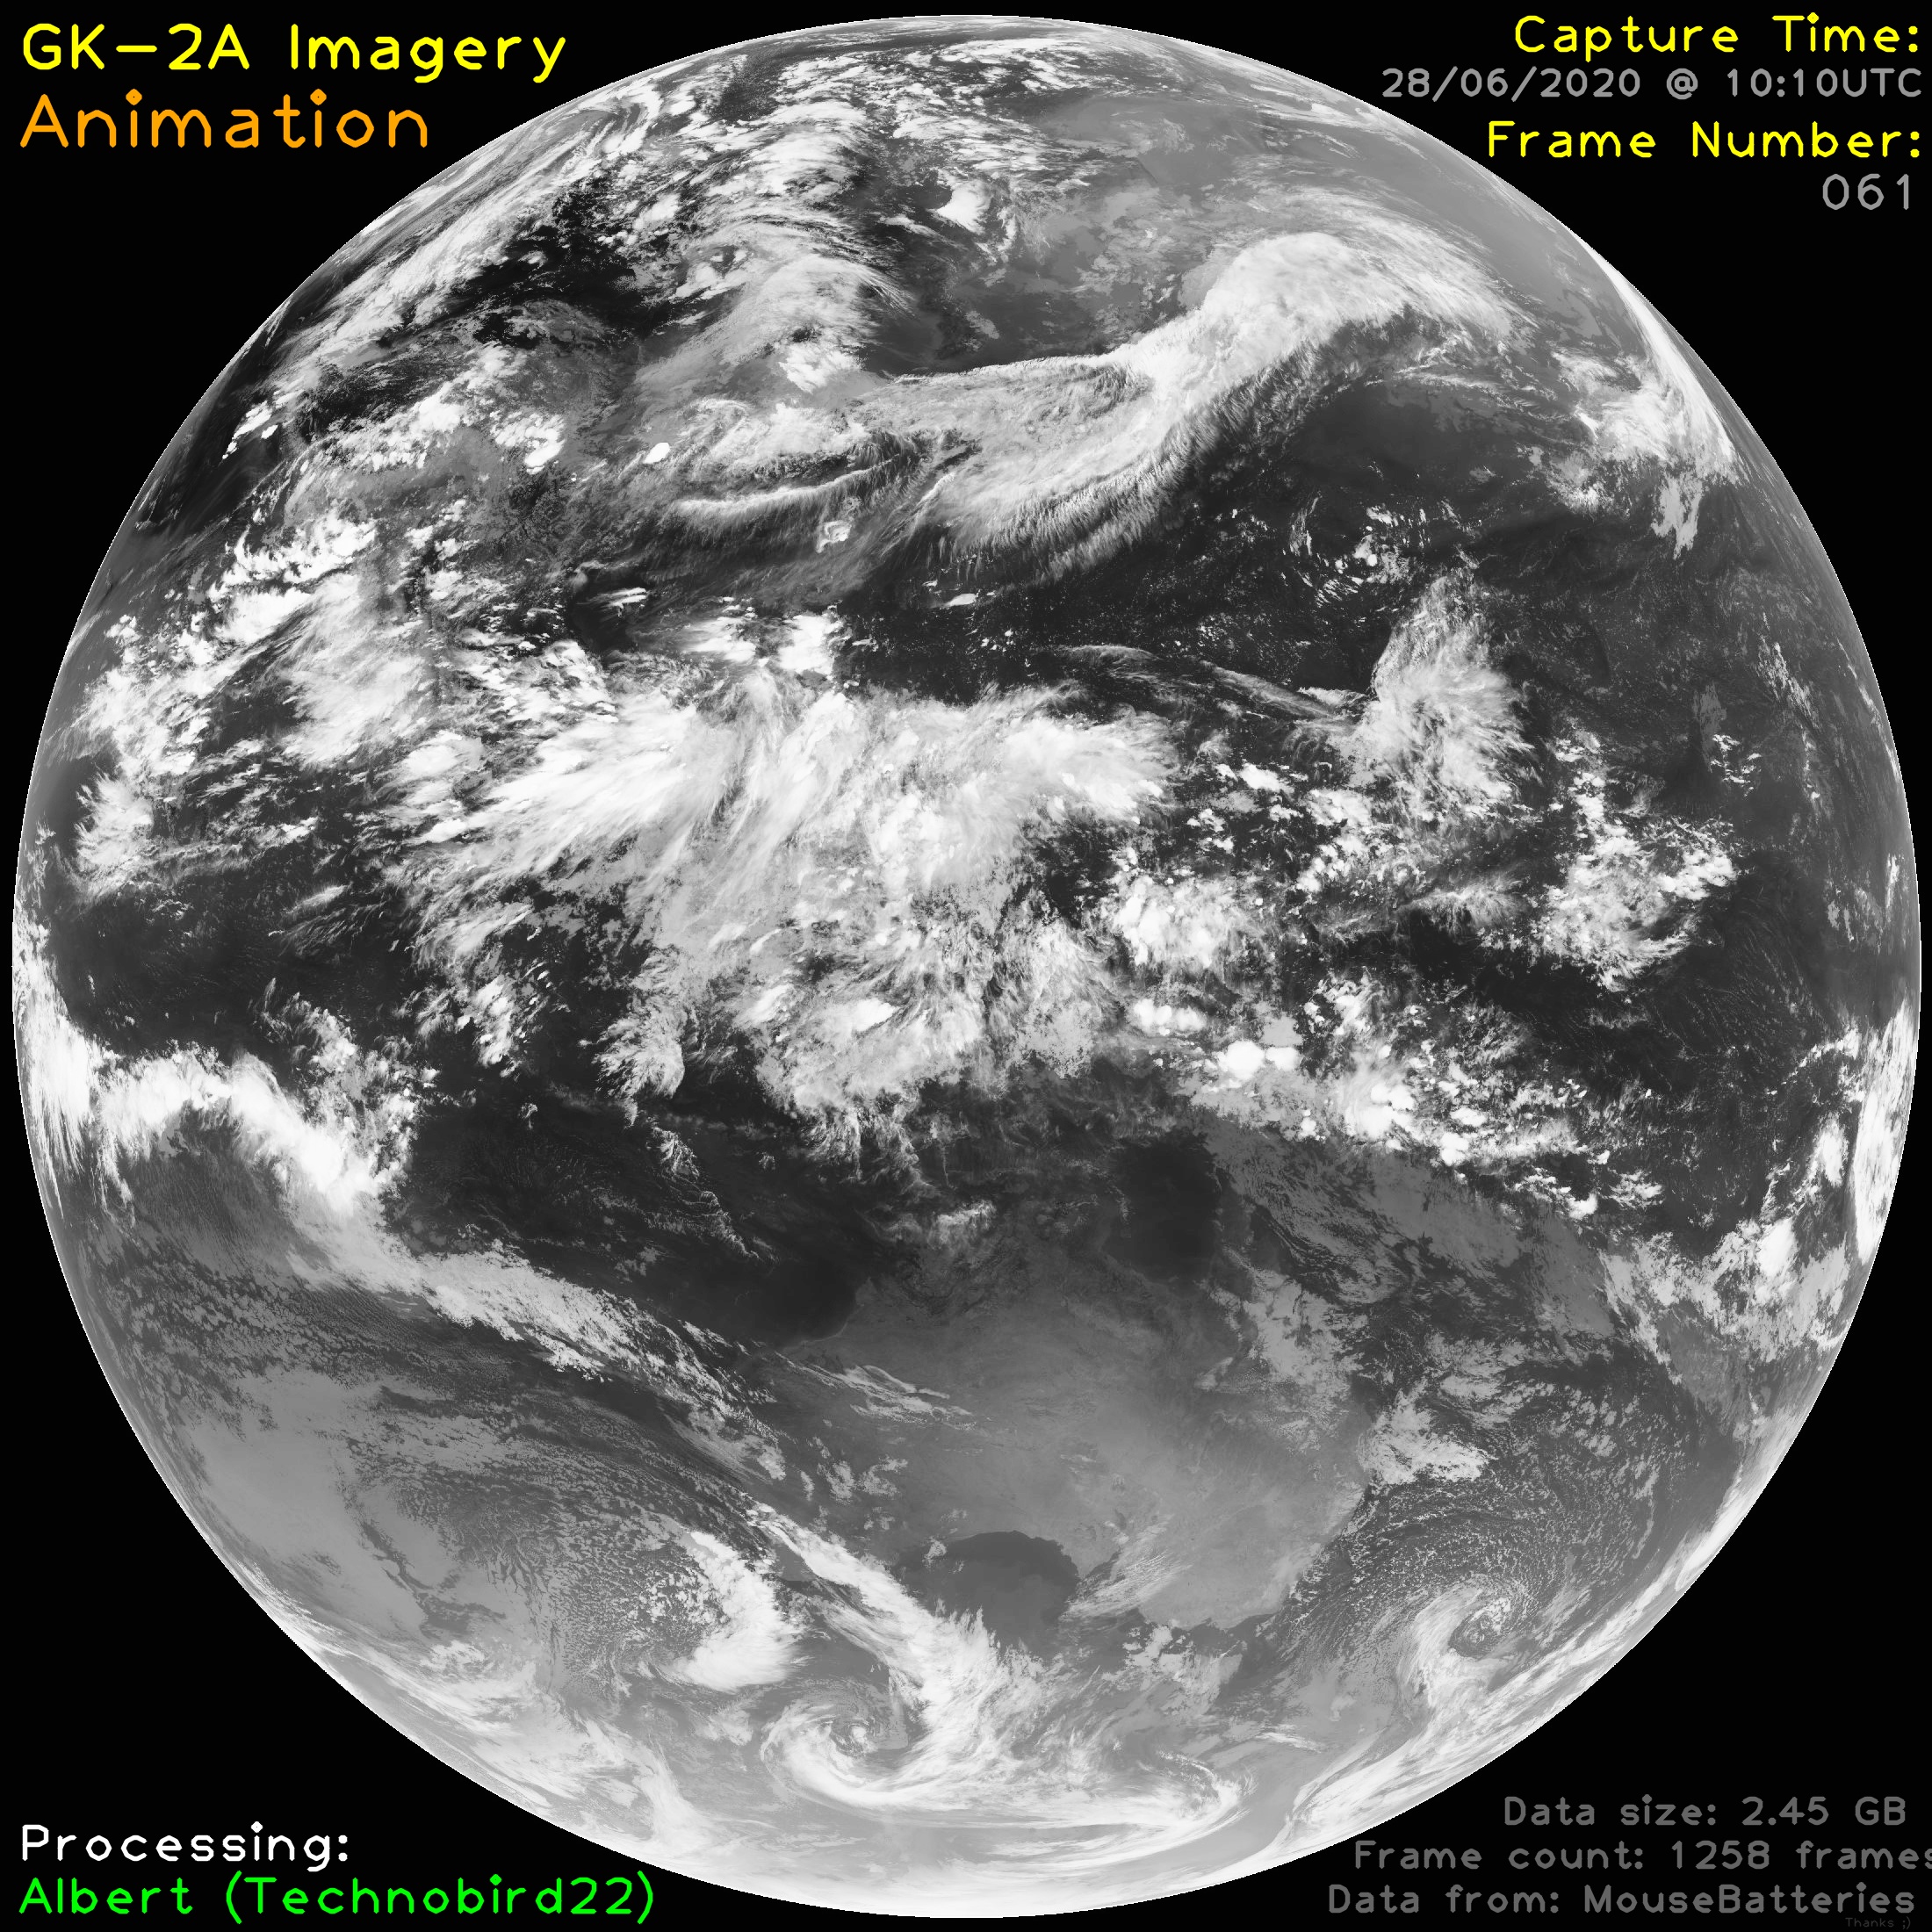 GK-2A Imagery
Animation
Capture Time:
28/06/2020 @ 10:10UTC
Frame Number:
061
Processing:
Albert (Technobird22)
Data size: 2.45 GB
Frame count: 1258 frames
Data from: MouseBatteries
Thanks ;)